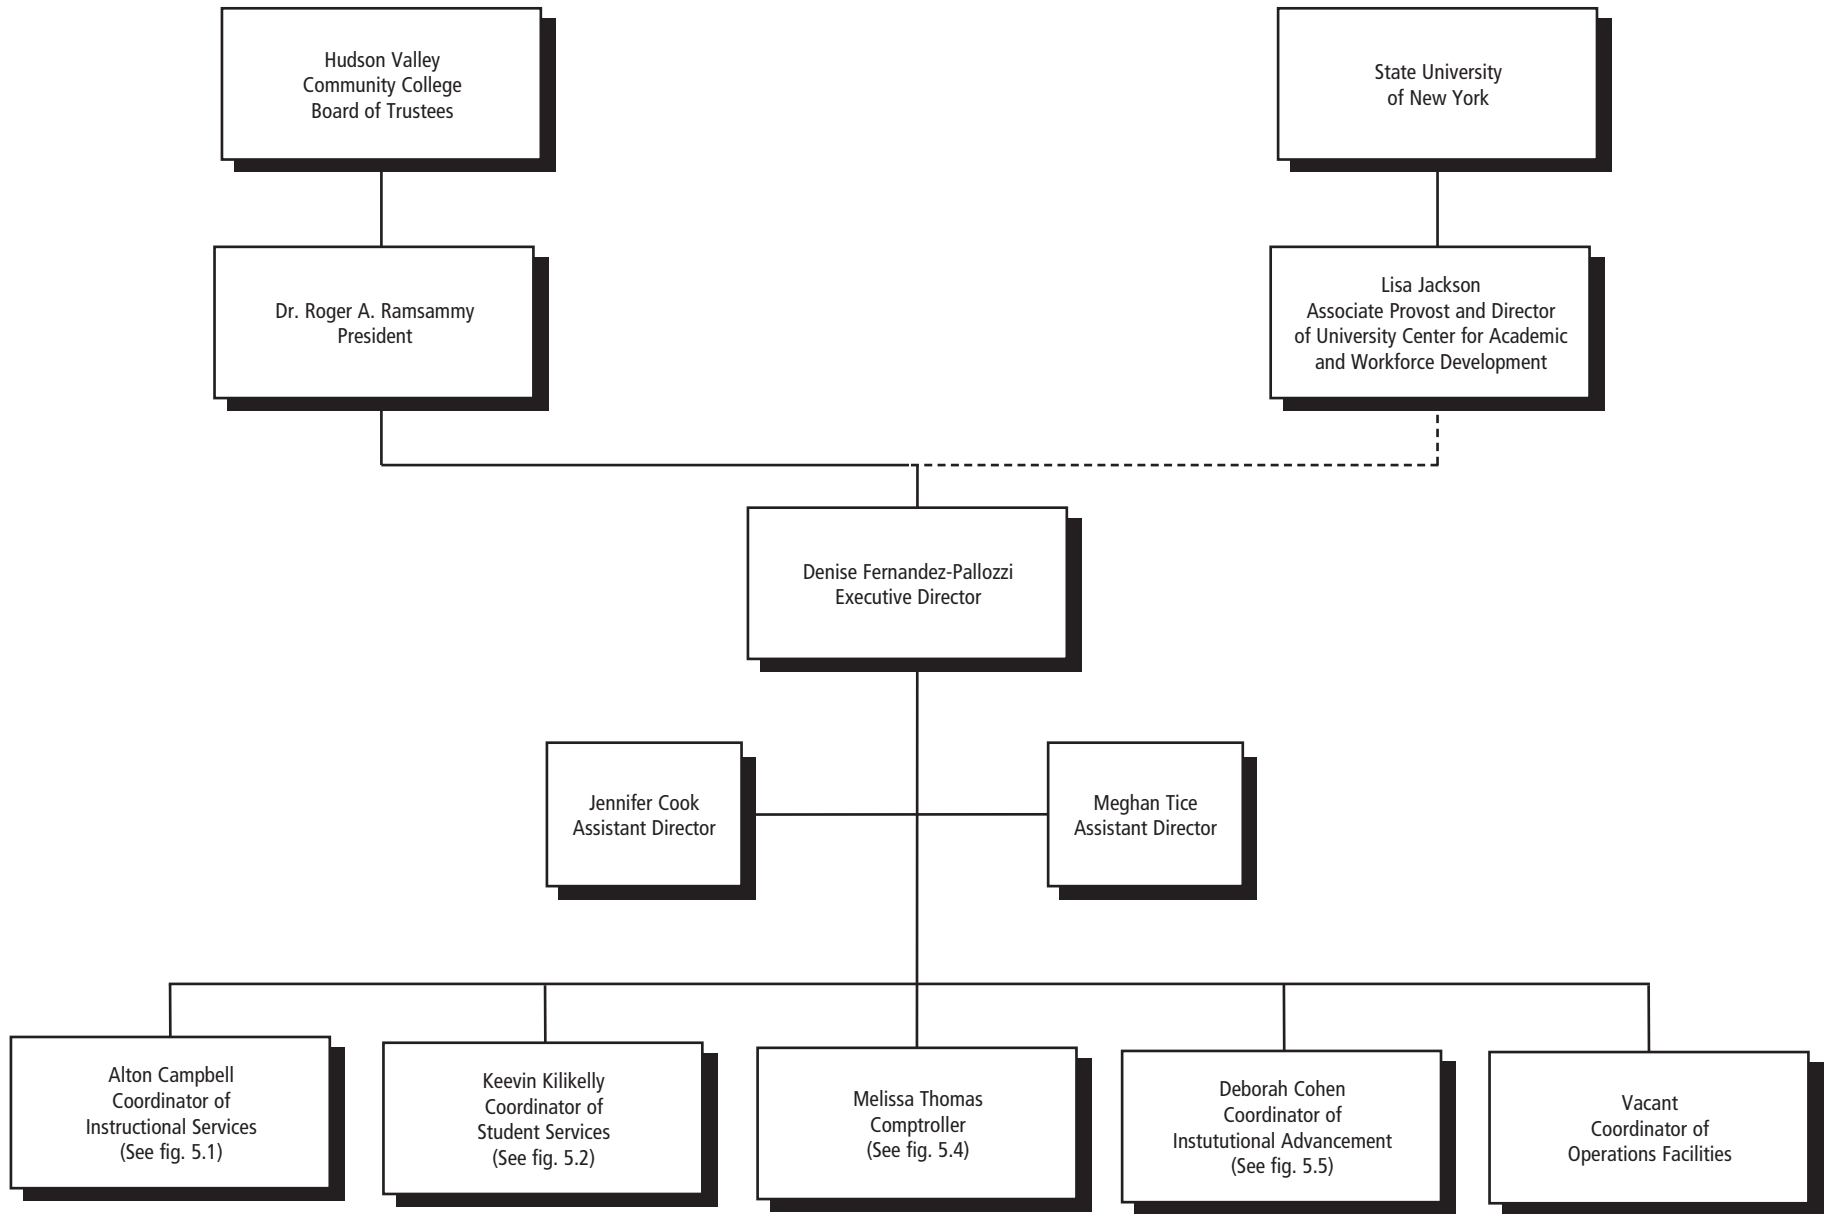 Hudson Valley
Community College
Board of Trustees
State University
of New York
Dr. Roger A. Ramsammy
President
Lisa Jackson
Associate Provost and Director
of University Center for Academic
and Workforce Development
Denise Fernandez-Pallozzi
Executive Director
Jennifer Cook
Assistant Director
Meghan Tice
Assistant Director
Alton Campbell
Coordinator of
Instructional Services
(See fig. 5.1)
Keevin Kilikelly
Coordinator of
Student Services
(See fig. 5.2)
Melissa Thomas
Comptroller
(See fig. 5.4)
Deborah Cohen
Coordinator of
Instutional Advancement
(See fig. 5.5)
Vacant
Coordinator of
Operations Facilities